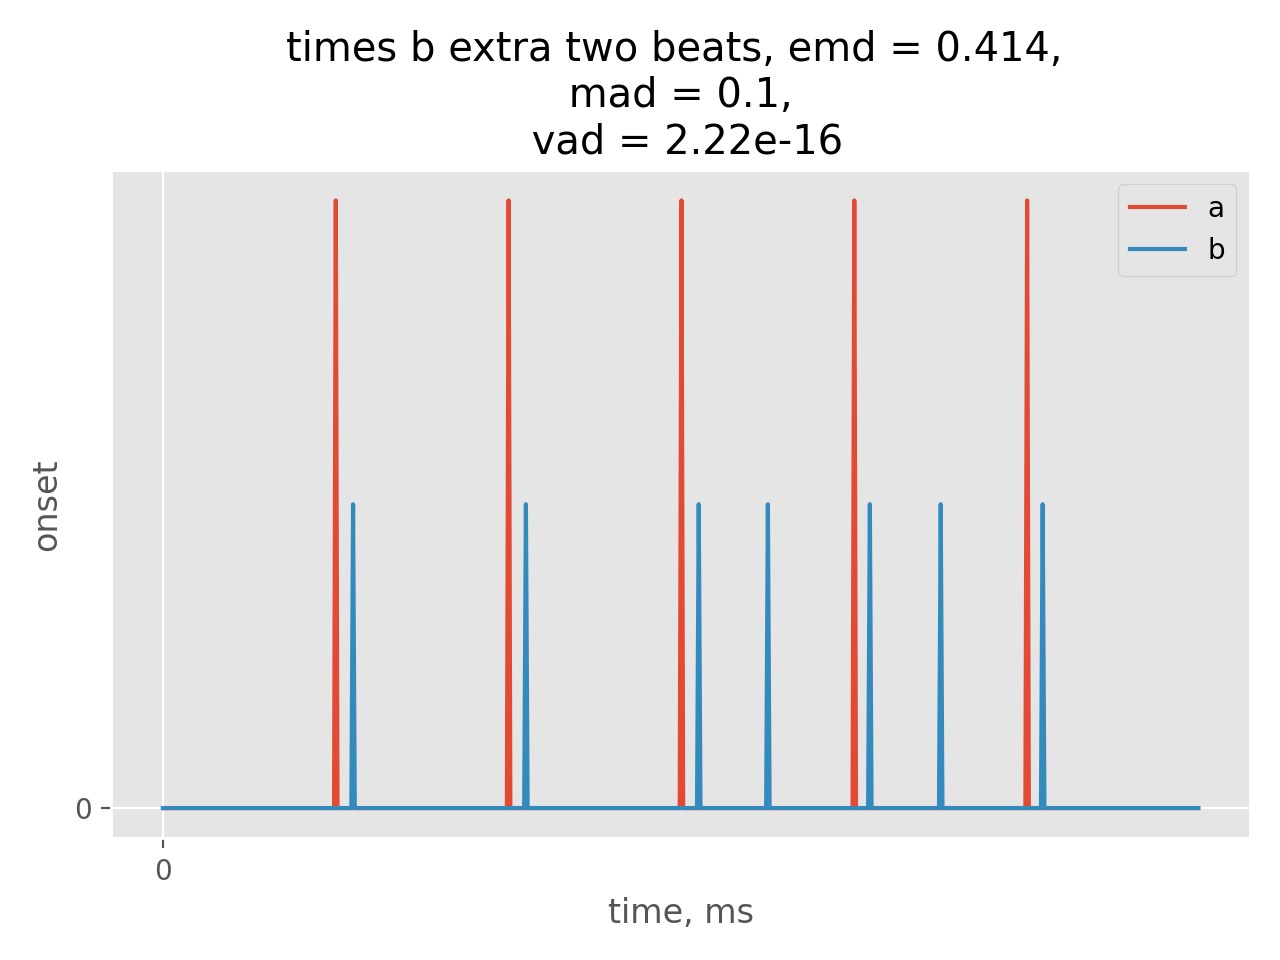 times b extra two beats, emd = 0.414,
mad = 0.1,
vad = 2.22e-16
a
b
onset
0
0
time, ms